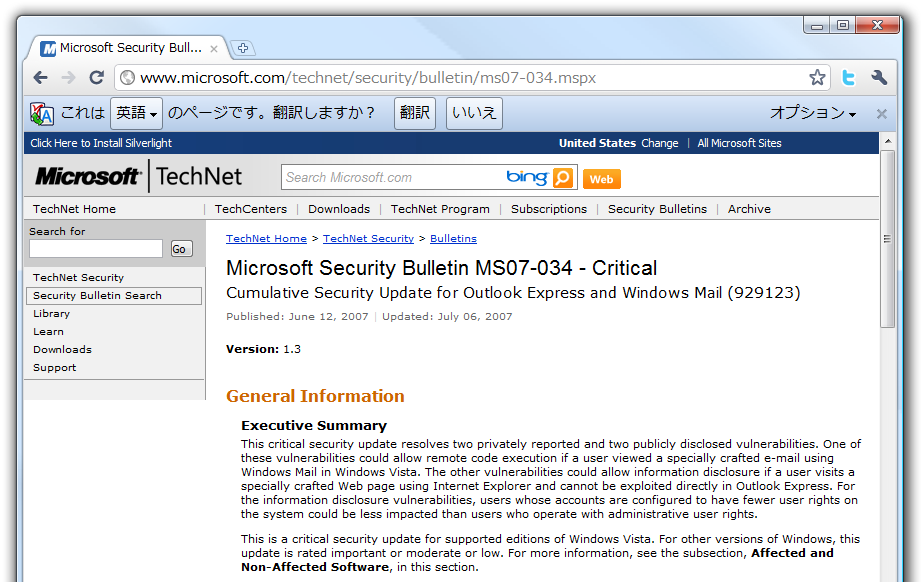 Microsoft Security Bull...
www.microsoft.com/technet/security/bulletin/ms07-034.mspx
これは 英語 のページです。翻訳しますか？ 翻訳 いいえ オプション
Click Here to Install Silverlight United States Change | All Microsoft Sites
Microsoft TechNet Search Microsoft.com bing Web
TechNet Home | TechCenters | Downloads | TechNet Program | Subscriptions | Security Bulletins | Archive
Search for
Go
TechNet Security
Security Bulletin Search
Library
Learn
Downloads
Support
TechNet Home > TechNet Security > Bulletins
Microsoft Security Bulletin MS07-034 - Critical
Cumulative Security Update for Outlook Express and Windows Mail (929123)
Published: June 12, 2007 | Updated: July 06, 2007
Version: 1.3
General Information
Executive Summary
This critical security update resolves two privately reported and two publicly disclosed vulnerabilities. One of
these vulnerabilities could allow remote code execution if a user viewed a specially crafted e-mail using
Windows Mail in Windows Vista. The other vulnerabilities could allow information disclosure if a user visits a
specially crafted Web page using Internet Explorer and cannot be exploited directly in Outlook Express. For
the information disclosure vulnerabilities, users whose accounts are configured to have fewer user rights on
the system could be less impacted than users who operate with administrative user rights.
This is a critical security update for supported editions of Windows Vista. For other versions of Windows, this
update is rated important or moderate or low. For more information, see the subsection, Affected and
Non-Affected Software, in this section.